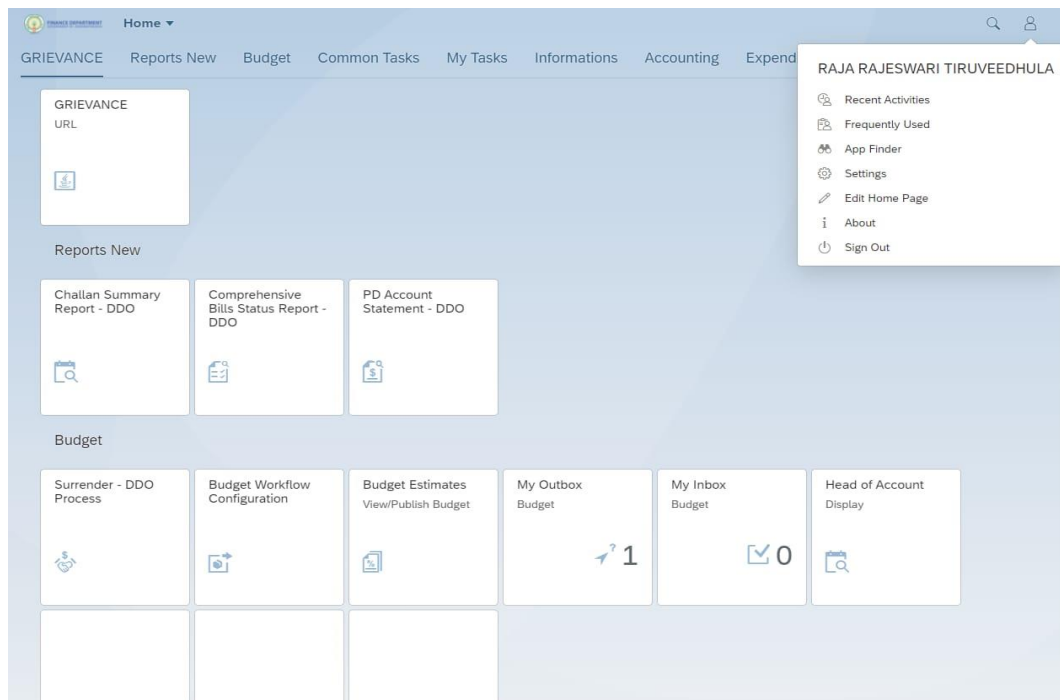 FINANCE DEPARTMENT
Home
GRIEVANCE Reports New Budget Common Tasks My Tasks Informations Accounting Expend
RAJA RAJESWARI TIRUVEEDHULA
Recent Activities
Frequently Used
App Finder
Settings
Edit Home Page
About
Sign Out
GRIEVANCE
URL
Reports New
Challan Summary
Report - DDO
Comprehensive
Bills Status Report -
DDO
PD Account
Statement - DDO
Budget
Surrender - DDO
Process
Budget Workflow
Configuration
Budget Estimates
View/Publish Budget
My Outbox
Budget
1
My Inbox
Budget
0
Head of Account
Display